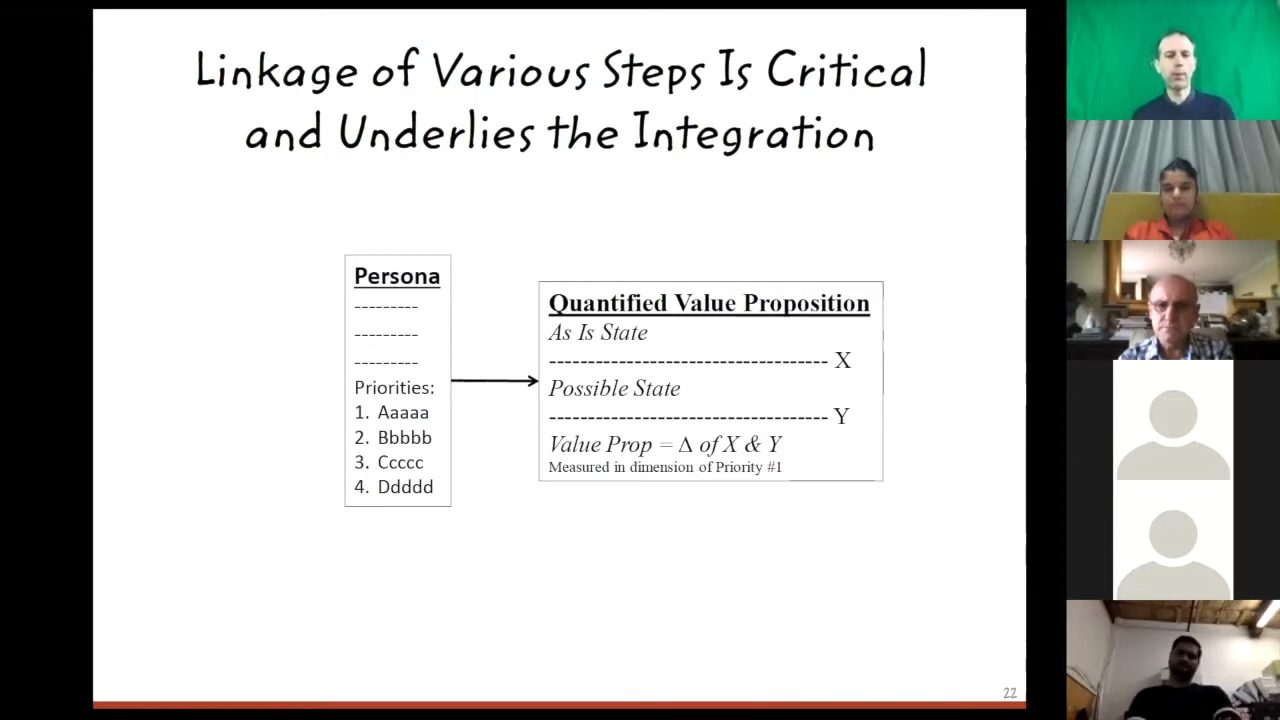 Linkage of Various Steps Is Critical
and Underlies the Integration
Persona
---------
---------
---------
Priorities:
1. Aaaaa
2. Bbbbb
3. Ccccc
4. Ddddd
Quantified Value Proposition
As Is State
------------------------------------ X
Possible State
------------------------------------ Y
Value Prop = Δ of X & Y
Measured in dimension of Priority #1
22